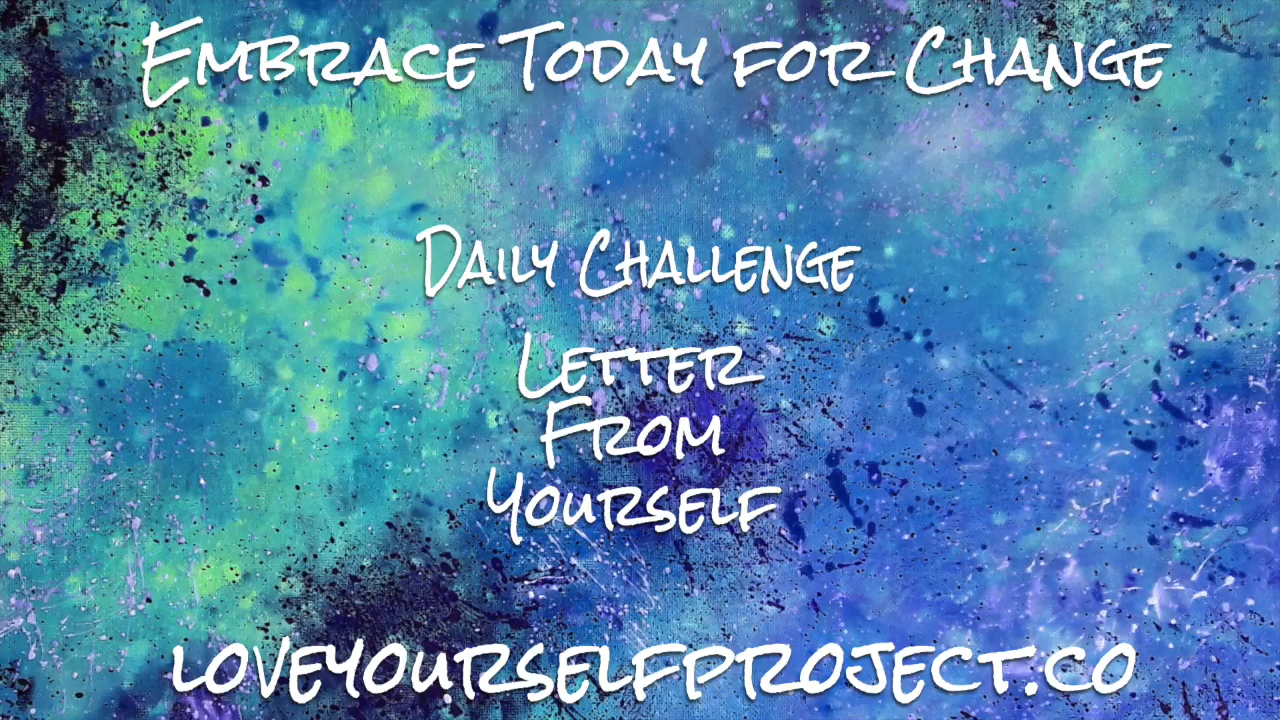 Embrace Today for Change
Daily Challenge
Letter
From
Yourself
loveyourselfproject.co